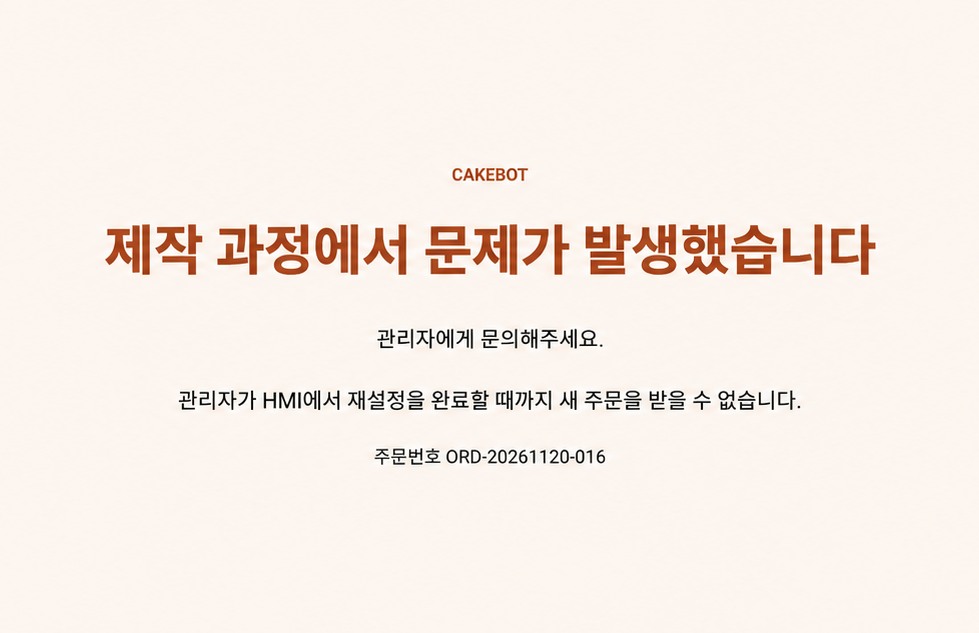 CAKEBOT
제작 과정에서 문제가 발생했습니다
관리자에게 문의해주세요.
관리자가 HMI에서 재설정을 완료할 때까지 새 주문을 받을 수 없습니다.
주문번호 ORD-20261120-016